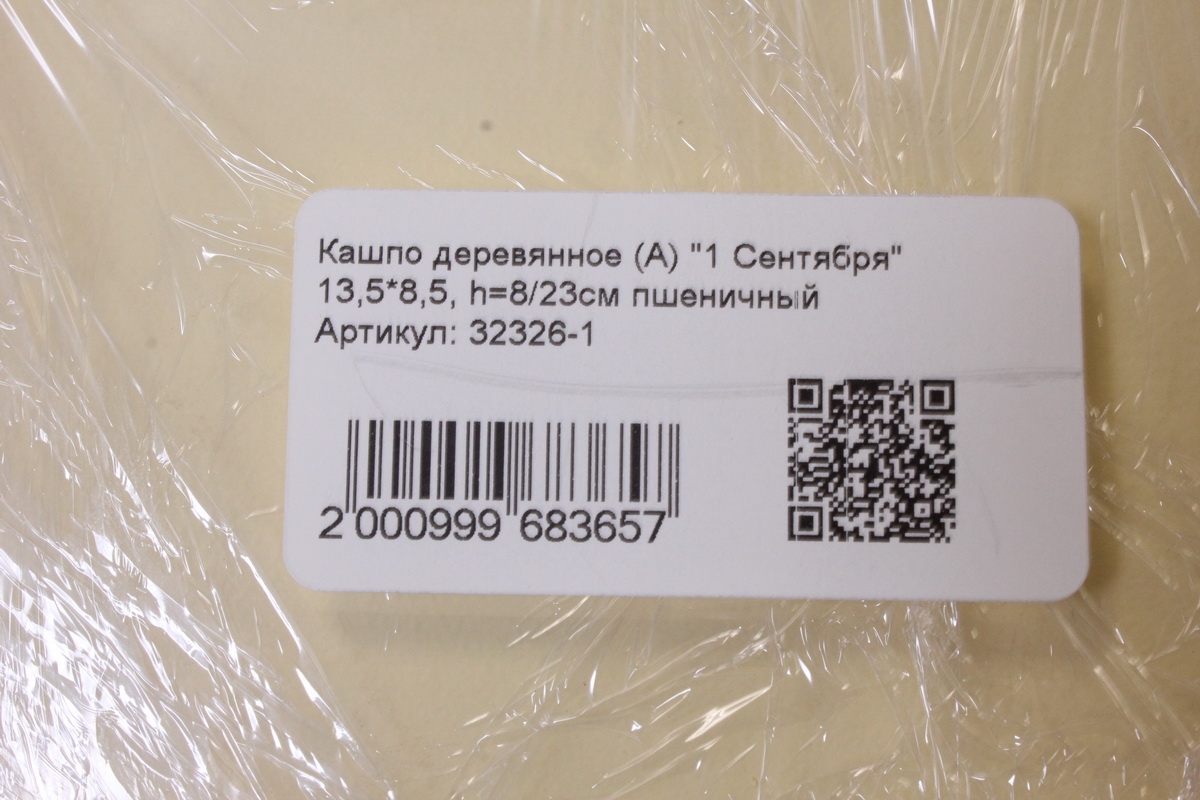 Кашпо деревянное (А) "1 Сентября"
13,5*8,5, h=8/23см пшеничный
Артикул: 32326-1
2 000999 683657